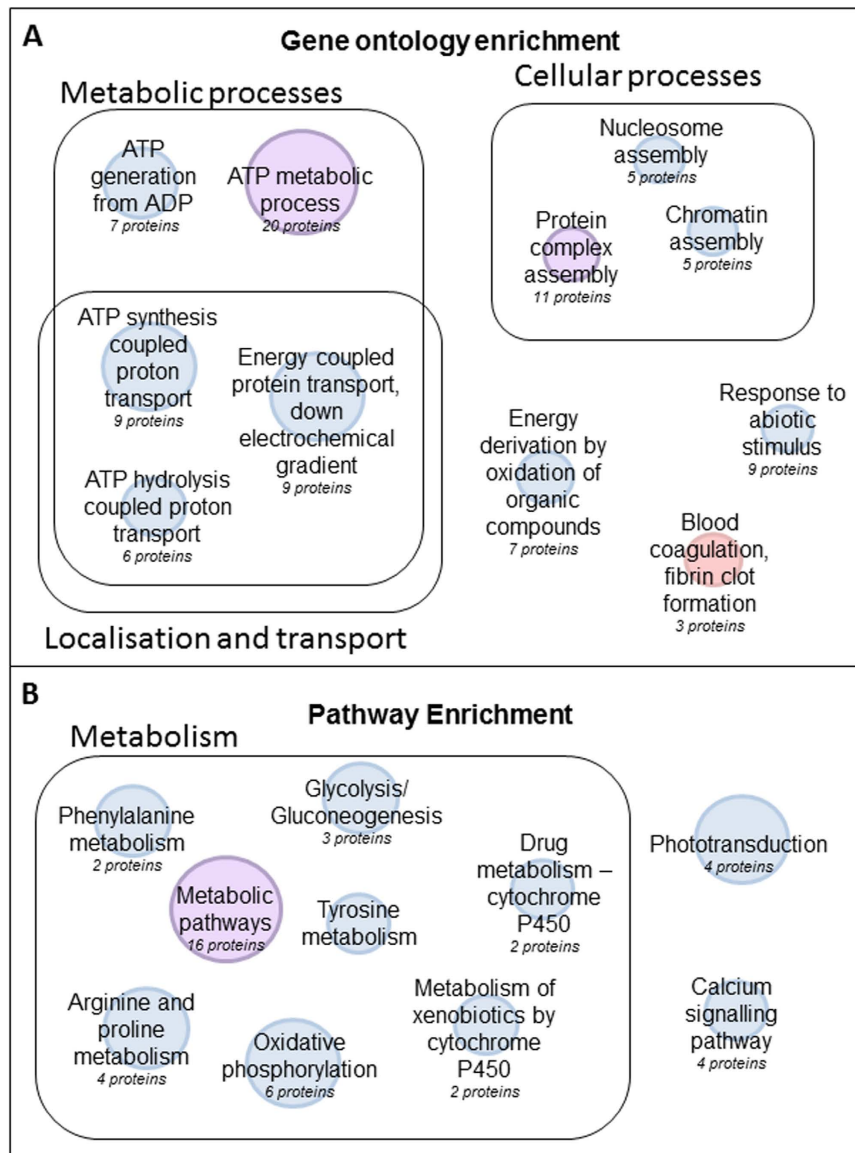 A
Gene ontology enrichment
Metabolic processes
ATP
generation
from ADP
7 proteins
ATP metabolic
process
20 proteins
ATP synthesis
coupled
proton
transport
9 proteins
Energy coupled
protein transport,
down
electrochemical
gradient
9 proteins
ATP hydrolysis
coupled proton
transport
6 proteins
Localisation and transport
Cellular processes
Nucleosome
assembly
5 proteins
Protein
complex
assembly
11 proteins
Chromatin
assembly
5 proteins
Energy
derivation by
oxidation of
organic
compounds
7 proteins
Response to
abiotic
stimulus
9 proteins
Blood
coagulation,
fibrin clot
formation
3 proteins
B
Pathway Enrichment
Metabolism
Phenylalanine
metabolism
2 proteins
Glycolysis/
Gluconeogenesis
3 proteins
Metabolic
pathways
16 proteins
Tyrosine
metabolism
Drug
metabolism –
cytochrome
P450
2 proteins
Arginine and
proline
metabolism
4 proteins
Oxidative
phosphorylation
6 proteins
Metabolism of
xenobiotics by
cytochrome
P450
2 proteins
Phototransduction
4 proteins
Calcium
signalling
pathway
4 proteins